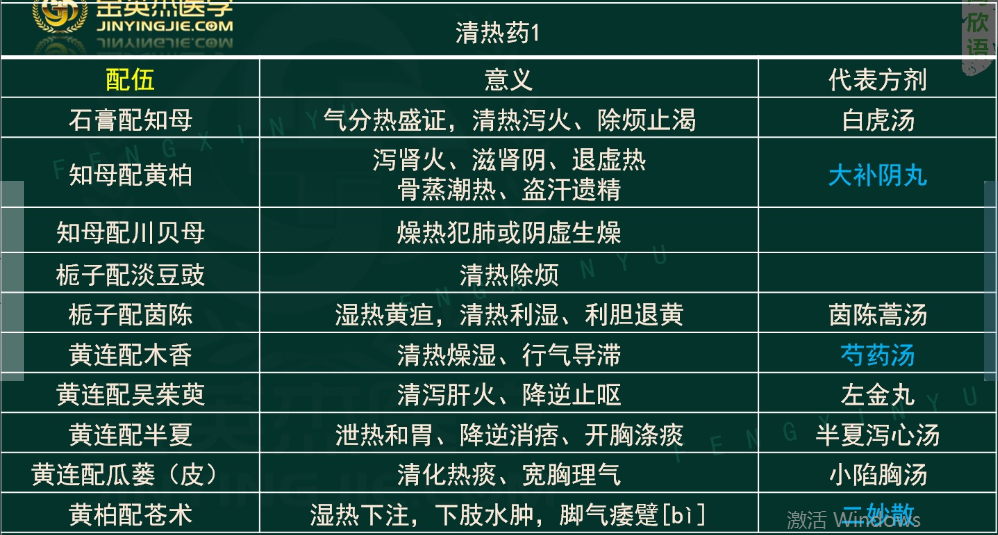 金英杰医学
JINYINGJIE.COM
欣
语
清热药1
配伍 意义 代表方剂
石膏配知母 气分热盛证，清热泻火、除烦止渴 白虎汤
知母配黄柏 泻肾火、滋肾阴、退虚热 大补阴丸
骨蒸潮热、盗汗遗精
知母配川贝母 燥热犯肺或阴虚生燥
栀子配淡豆豉 清热除烦
栀子配茵陈 湿热黄疸，清热利湿、利胆退黄 茵陈蒿汤
黄连配木香 清热燥湿、行气导滞 芍药汤
黄连配吴茱萸 清泻肝火、降逆止呕 左金丸
黄连配半夏 泄热和胃、降逆消痞、开胸涤痰 半夏泻心汤
黄连配瓜蒌（皮） 清化热痰、宽胸理气 小陷胸汤
黄柏配苍术 湿热下注，下肢水肿，脚气痿躄[bì] 二妙散
激活 Windows
FENGXINYU
FENGXINYU
FENGXINYU